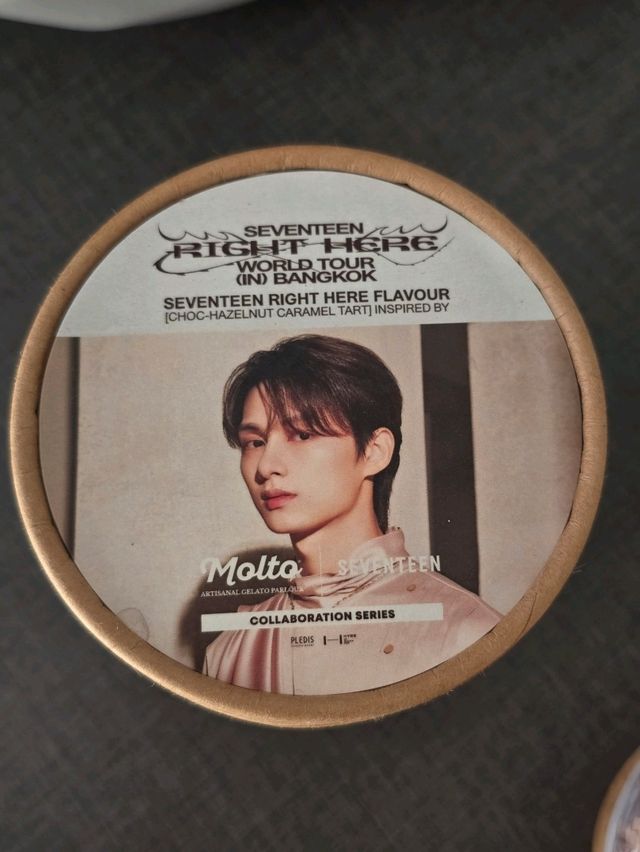 SEVENTEEN
RIGHT HERE
WORLD TOUR
(IN) BANGKOK
SEVENTEEN RIGHT HERE FLAVOUR
[CHOC-HAZELNUT CARAMEL TART] INSPIRED BY
Molto
ARTISANAL GELATO PARLOUR
SEVENTEEN
COLLABORATION SERIES
PLEDIS